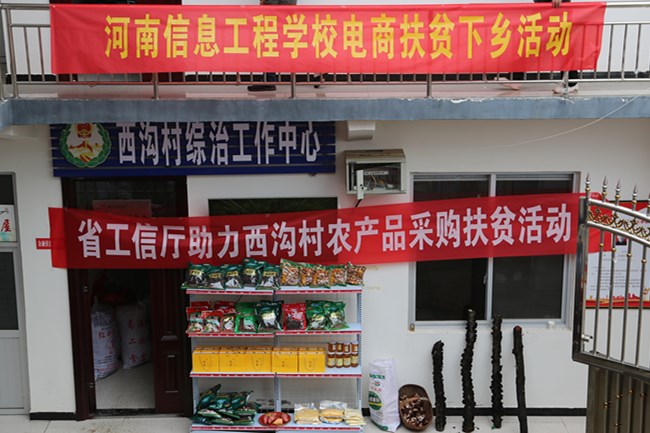 河南信息工程学校电商扶贫下乡活动
西沟村综治工作中心
省工信厅助力西沟村农产品采购扶贫活动